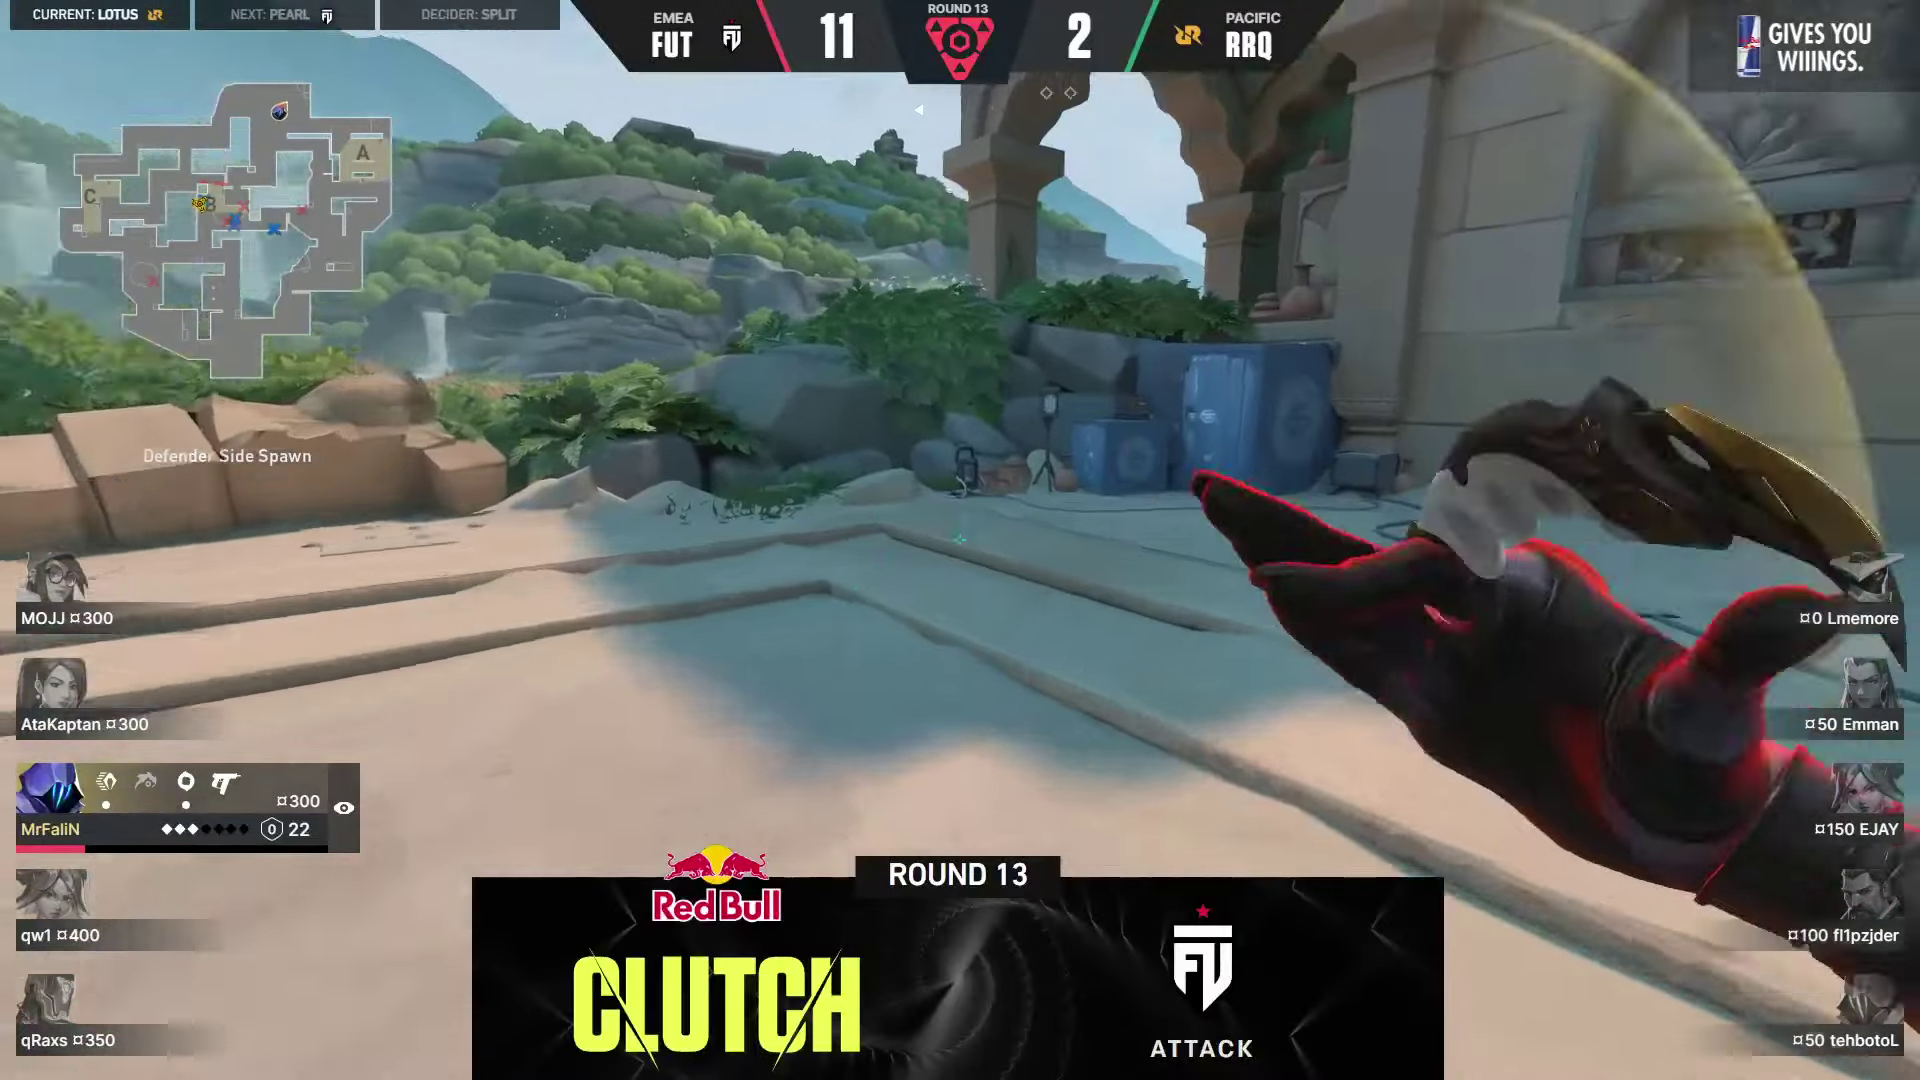 CURRENT: LOTUS
NEXT: PEARL
DECIDER: SPLIT
EMEA
FUT
11
ROUND 13
2
PACIFIC
RRQ
GIVES YOU
WIIINGS.
A
B
C
Defender Side Spawn
MOJJ ¤300
AtaKaptan ¤300
¤300
MrFaliN
0 22
qw1 ¤400
qRaxs ¤350
¤0 Lmemore
¤50 Emman
¤150 EJAY
¤100 fl1pzjder
¤50 tehbotoL
ROUND 13
Red Bull
CLUTCH
FUT
ATTACK